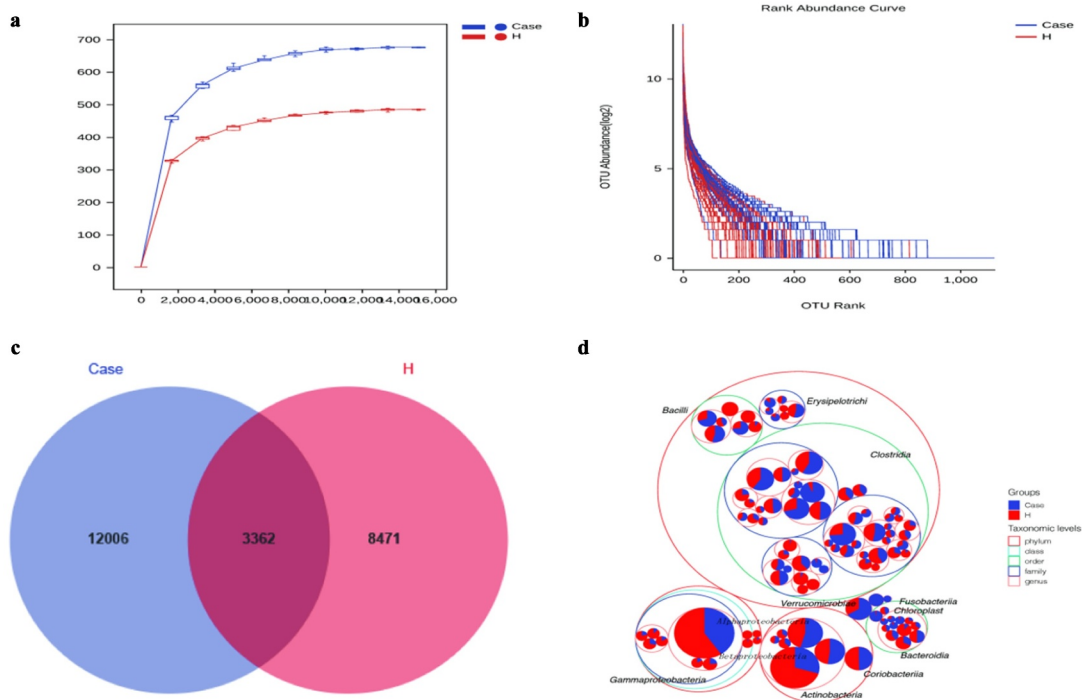 a
700
600
500
400
300
200
100
0
0
2,000
4,000
6,000
8,000
10,000
12,000
14,000
16,000
Case
H
b
Rank Abundance Curve
Case
H
OTU Abundance(log2)
10
5
0
0
200
400
600
800
1,000
OTU Rank
c
Case
H
12006
3362
8471
d
Bacilli
Erysipelotrichi
Clostridia
Verrucomicrobiae
Fusobacteriia
Chloroplast
Bacteroidia
Alphaproteobacteria
Betaproteobacteria
Coriobacteriia
Gammaproteobacteria
Actinobacteria
Groups
Case
H
Taxonomic levels
phylum
class
order
family
genus